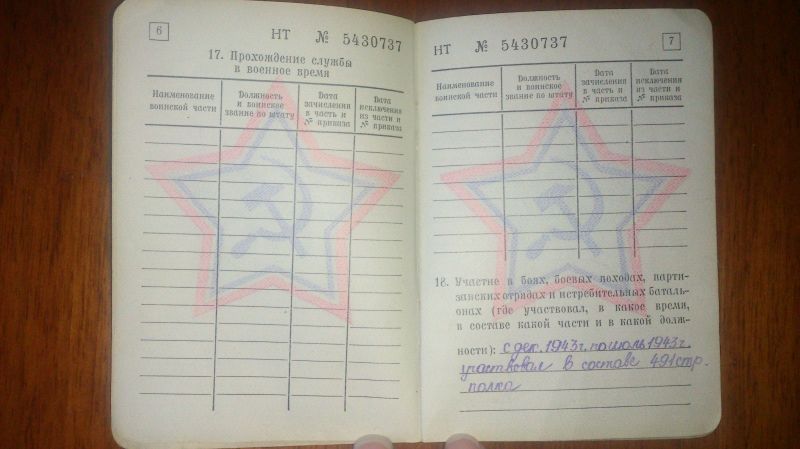 6
НТ № 5430737
17. Прохождение службы
в военное время
Наименование
воинской части
Должность
и воинское
звание по штату
Дата
зачисления
в часть и
№ приказа
Дата
исключения
из части и
№ приказа
НТ № 5430737
7
Наименование
воинской части
Должность
и воинское
звание по штату
Дата
зачисления
в часть и
№ приказа
Дата
исключения
из части и
№ приказа
18. Участие в боях, боевых походах, парти-
занских отрядах и истребительных баталь-
онах (где участвовал, в какое время,
в составе какой части и в какой долж-
ности): с дек. 1943г. по июль 1943г.
участвовал в составе 491 стр.
полка